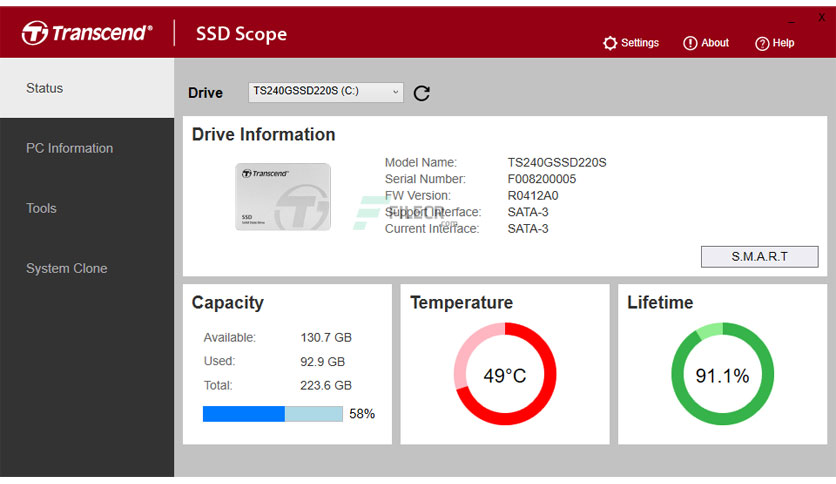 Transcend® SSD Scope
X
Settings About Help
Status
PC Information
Tools
System Clone
Drive TS240GSSD220S (C:)
Drive Information
Transcend®
SSD
Model Name: TS240GSSD220S
Serial Number: F008200005
FW Version: R0412A0
Support Interface: SATA-3
Current Interface: SATA-3
FILECR
.com
S.M.A.R.T
Capacity
Available: 130.7 GB
Used: 92.9 GB
Total: 223.6 GB
58%
Temperature
49°C
Lifetime
91.1%